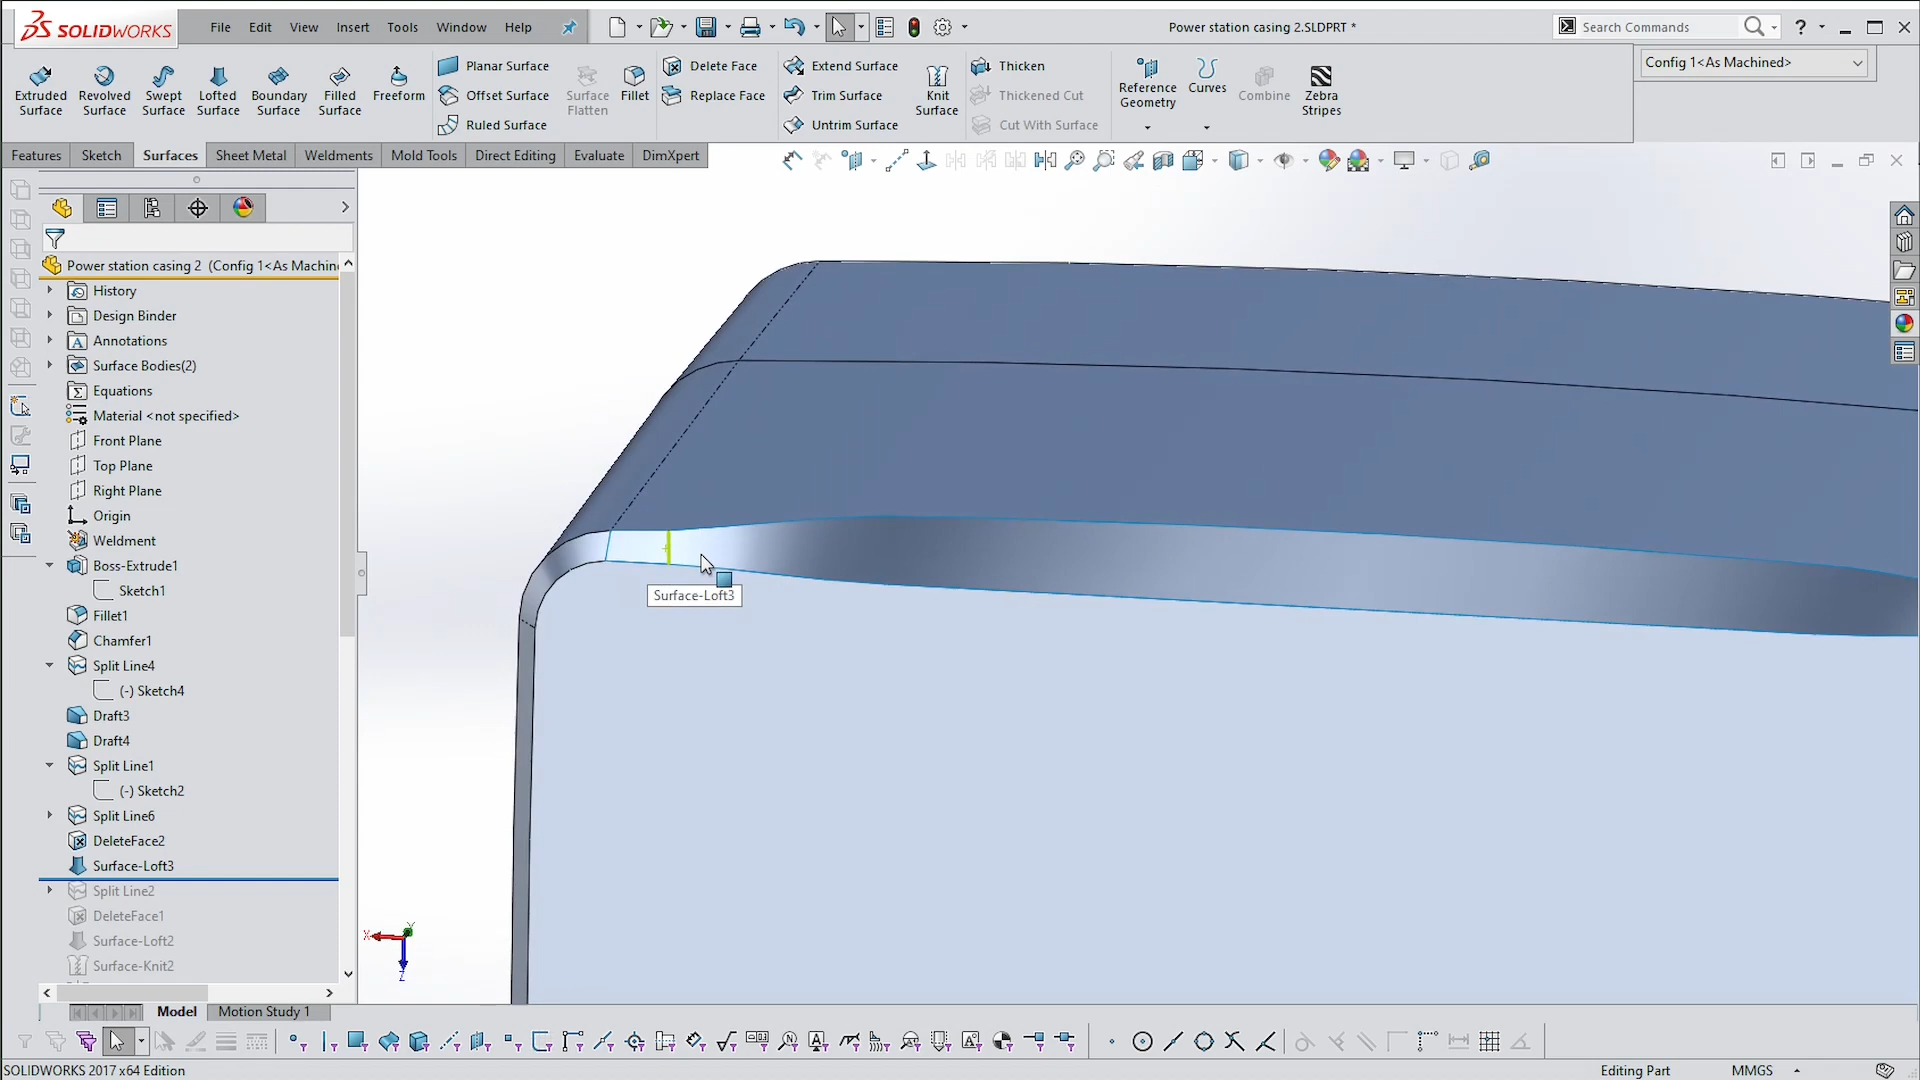 SOLIDWORKS File Edit View Insert Tools Window Help Power station casing 2.SLDPRT * Search Commands ?
Config 1<As Machined>
Extruded Surface
Revolved Surface
Swept Surface
Lofted Surface
Boundary Surface
Filled Surface
Freeform
Planar Surface
Offset Surface
Ruled Surface
Surface Flatten
Fillet
Delete Face
Replace Face
Extend Surface
Trim Surface
Untrim Surface
Knit Surface
Thicken
Thickened Cut
Cut With Surface
Reference Geometry
Curves
Combine
Zebra Stripes
Features Sketch Surfaces Sheet Metal Weldments Mold Tools Direct Editing Evaluate DimXpert
Power station casing 2 (Config 1<As Machin
History
Design Binder
Annotations
Surface Bodies(2)
Equations
Material <not specified>
Front Plane
Top Plane
Right Plane
Origin
Weldment
Boss-Extrude1
Sketch1
Fillet1
Chamfer1
Split Line4
(-) Sketch4
Draft3
Draft4
Split Line1
(-) Sketch2
Split Line6
DeleteFace2
Surface-Loft3
Split Line2
DeleteFace1
Surface-Loft2
Surface-Knit2
Surface-Loft3
X Y Z
Model Motion Study 1
SOLIDWORKS 2017 x64 Edition Editing Part MMGS